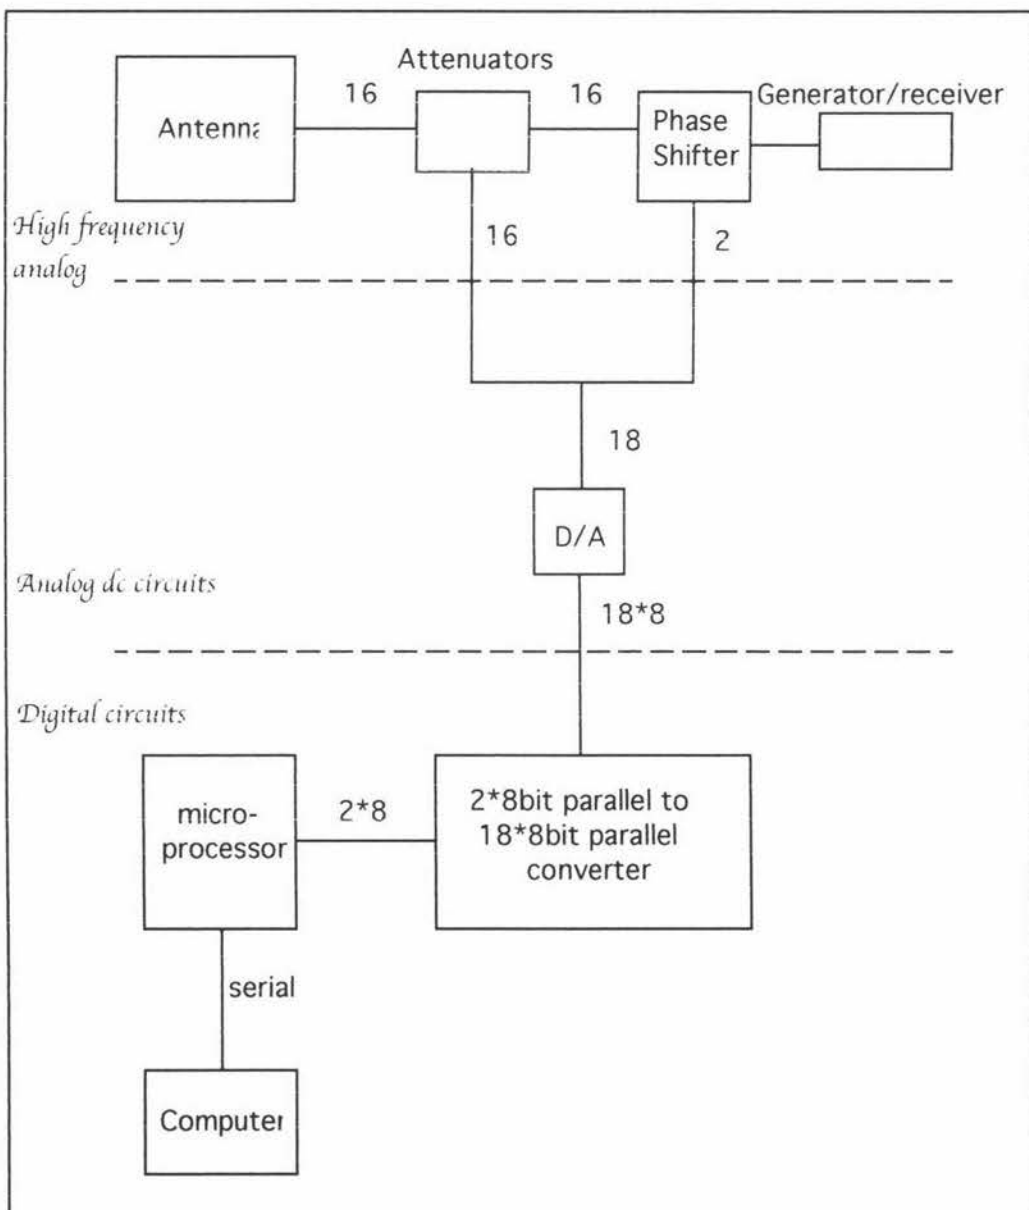 Attenuators
16
16
Generator/receiver
Antenna
Phase
Shifter
High frequency
analog
16
2
18
D/A
Analog dc circuits
18*8
Digital circuits
micro-
processor
2*8
2*8bit parallel to
18*8bit parallel
converter
serial
Computer